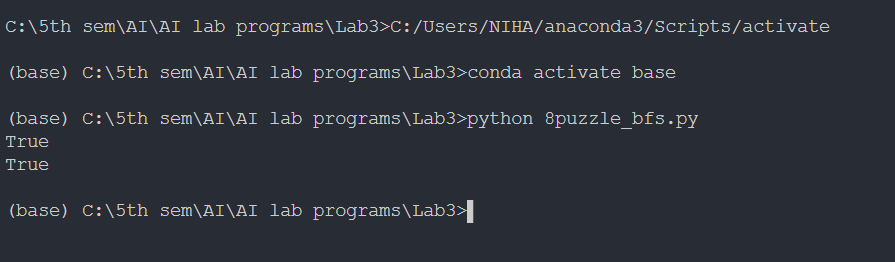 C:\5th sem\AI\AI lab programs\Lab3>C:/Users/NIHA/anaconda3/Scripts/activate
(base) C:\5th sem\AI\AI lab programs\Lab3>conda activate base
(base) C:\5th sem\AI\AI lab programs\Lab3>python 8puzzle_bfs.py
True
True
(base) C:\5th sem\AI\AI lab programs\Lab3>